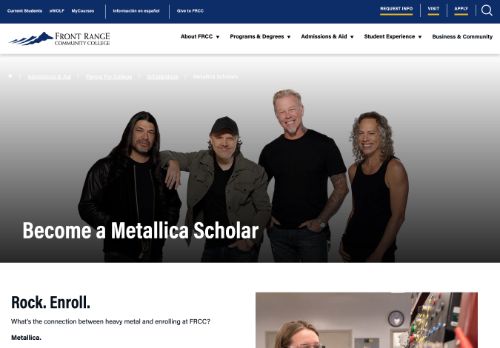 Current Students eWOLF MyCourses Información en español Give to FRCC REQUEST INFO VISIT APPLY
FRONT RANGE
COMMUNITY COLLEGE
About FRCC Programs & Degrees Admissions & Aid Student Experience Business & Community
Admissions & Aid / Paying For College / Scholarships / Metallica Scholars
Become a Metallica Scholar
Rock. Enroll.
What's the connection between heavy metal and enrolling at FRCC?
Metallica.